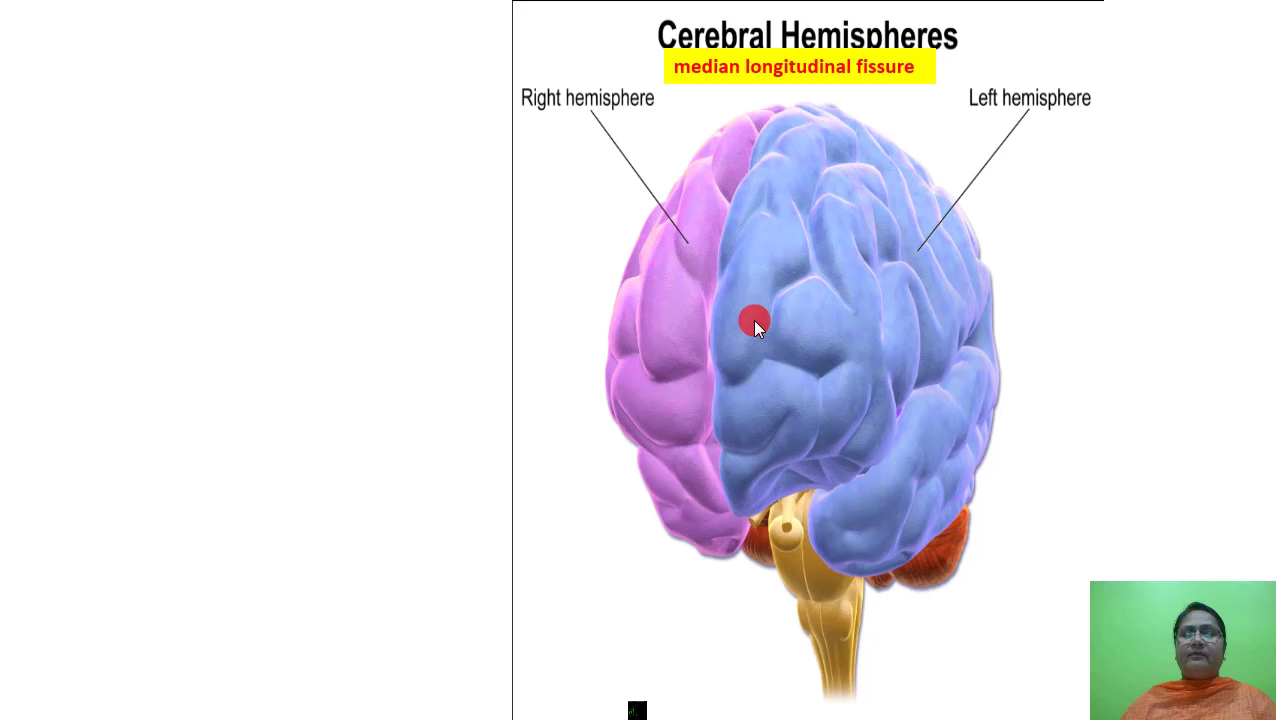 Cerebral Hemispheres
median longitudinal fissure
Right hemisphere
Left hemisphere